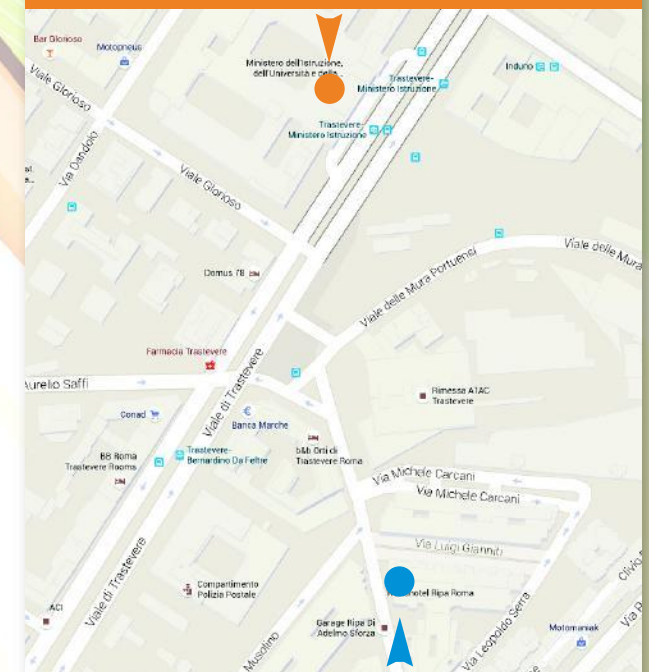 Bar Glorioso
Motopneus
Ministero dell'Istruzione,
dell'Università e della...
Trastevere-
Ministero Istruzione
Induno
Viale Glorioso
Trastevere-
Ministero Istruzione
Via Dandolo
Viale Glorioso
Viale delle Mura
Domus 78
Viale delle Mura Portuensi
Farmacia Trastevere
Aurelio Saffi
Viale di Trastevere
Rimessa ATAC
Trastevere
Conad
Banca Marche
BB Roma
Trastevere Rooms
Trastevere-
Bernardino Da Feltre
b&b Orti di
Trastevere Roma
Via Michele Carcani
Via Michele Carcani
Via Luigi Gianniti
Viale di Trastevere
Compartimento
Polizia Postale
hotel Ripa Roma
ACI
Garage Ripa Di
Adelmo Sforza
Via Leopoldo Serra
Motomaniak
Musolino